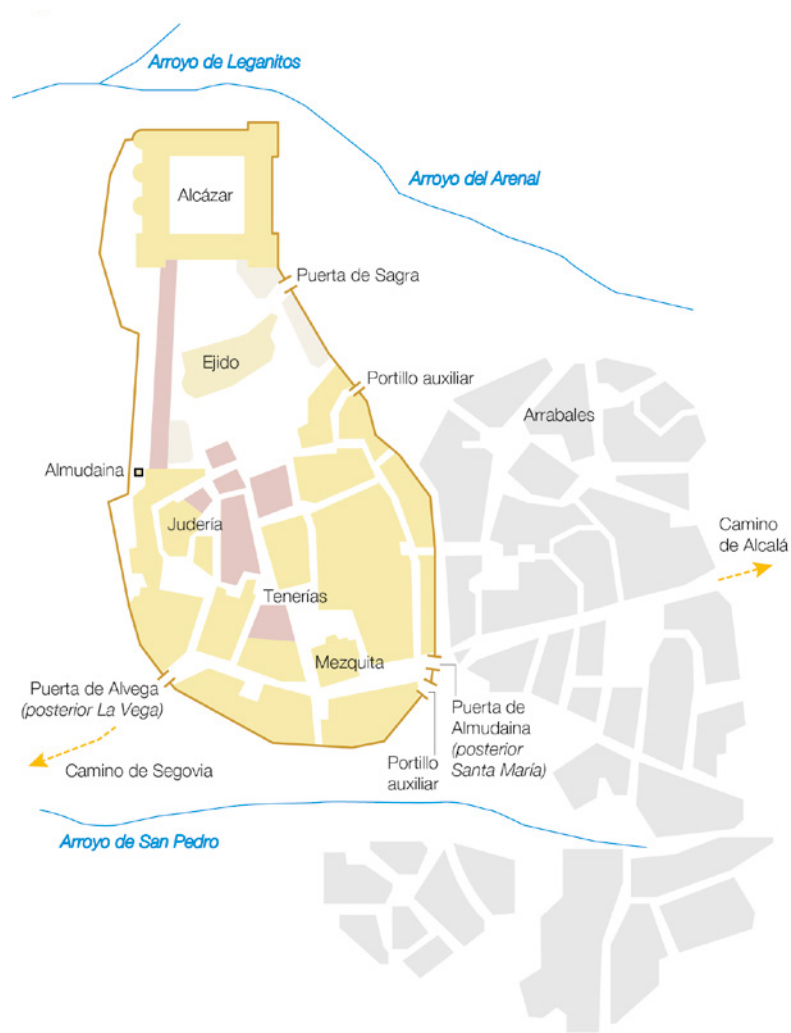 Arroyo de Leganitos
Arroyo del Arenal
Alcázar
Puerta de Sagra
Ejido
Portillo auxiliar
Arrabales
Almudaina
Judería
Camino
de Alcalá
Tenerías
Mezquita
Puerta de Alvega
(posterior La Vega)
Puerta de
Almudaina
(posterior
Santa María)
Portillo
auxiliar
Camino de Segovia
Arroyo de San Pedro